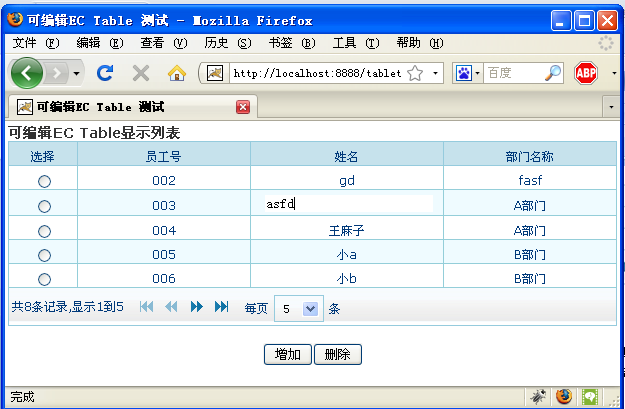 可编辑EC Table 测试 - Mozilla Firefox
文件 (F) 编辑 (E) 查看 (V) 历史 (S) 书签 (B) 工具 (T) 帮助 (H)
http://localhost:8888/tablet 百度 ABP
可编辑EC Table 测试
可编辑EC Table显示列表
选择 员工号 姓名 部门名称
002 gd fasf
003 asfd A部门
004 王麻子 A部门
005 小a B部门
006 小b B部门
共8条记录,显示1到5 每页 5 条
增加 删除
完成